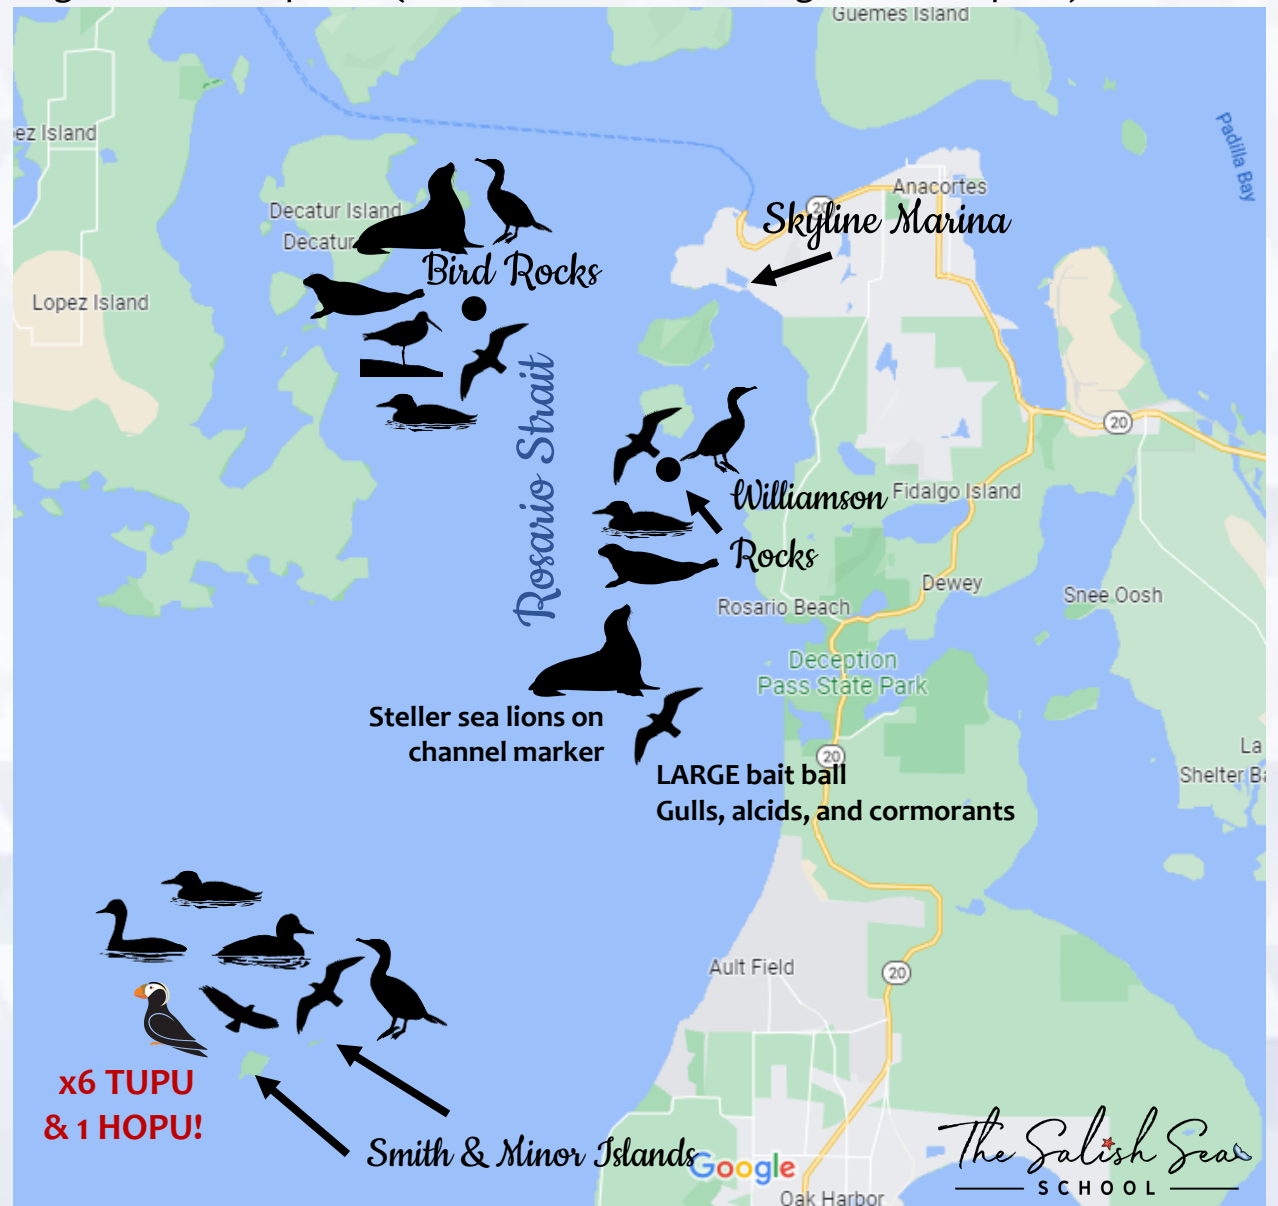 Guemes Island
ez Island
Padilla Bay
Anacortes
20
Skyline Marina
Decatur Island
Decatur
Bird Rocks
Lopez Island
Rosario Strait
20
Williamson
Rocks
Fidalgo Island
Dewey
Snee Oosh
Rosario Beach
Deception
Pass State Park
Steller sea lions on
channel marker
20
La
Shelter Ba
LARGE bait ball
Gulls, alcids, and cormorants
Ault Field
20
x6 TUPU
& 1 HOPU!
Smith & Minor Islands
Google
Oak Harbor
The Salish Sea
SCHOOL